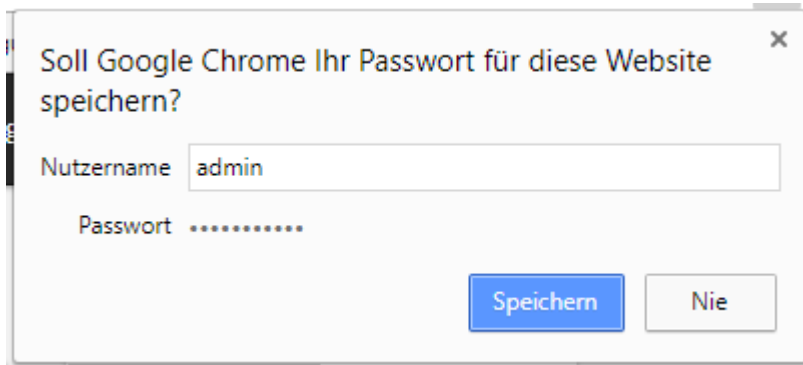 Soll Google Chrome Ihr Passwort für diese Website
speichern?
Nutzername admin
Passwort •••••••••••
Speichern Nie